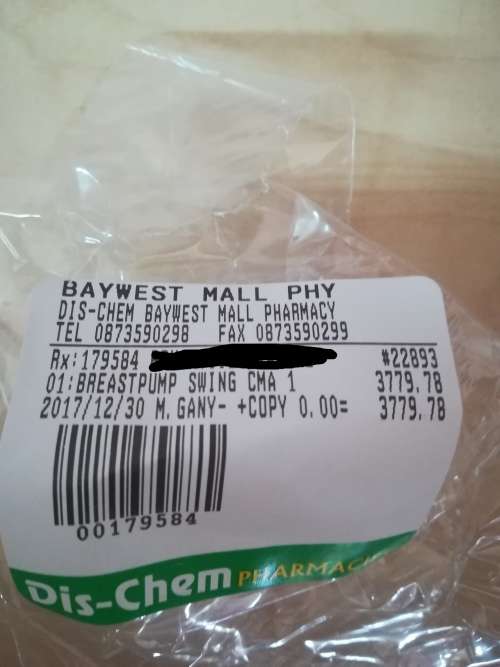 BAYWEST MALL PHY
DIS-CHEM BAYWEST MALL PHARMACY
TEL 0873590298 FAX 0873590299
Rx:179584 #22893
01:BREASTPUMP SWING CMA 1 3779.78
2017/12/30 M.GANY- +COPY 0.00= 3779.78
00179584
Dis-Chem PHARMACI